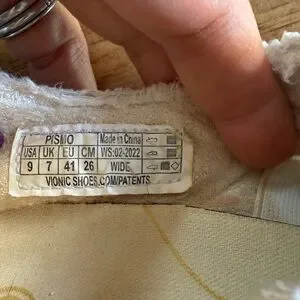 PISMO Made in China
USA UK EU CM WS:02-2022
9 7 41 26 WIDE
VIONIC SHOES.COM/PATENTS